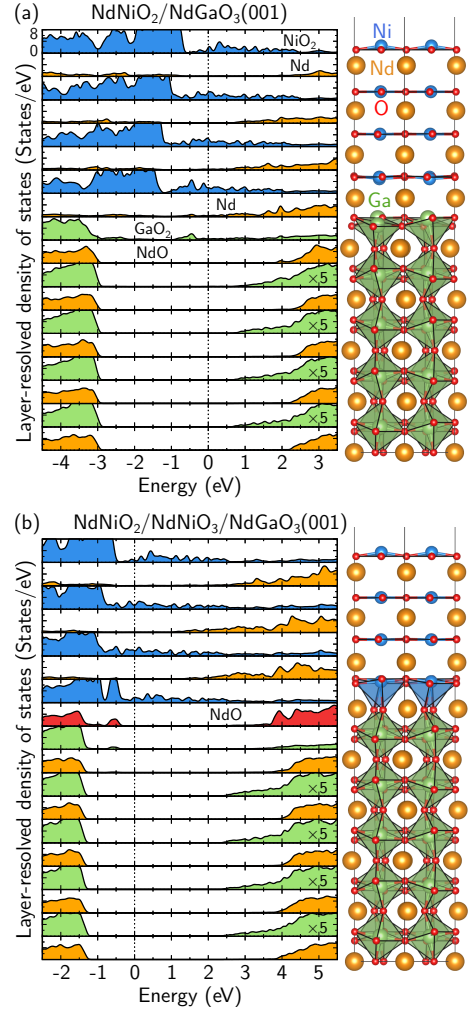 (a) NdNiO₂/NdGaO₃(001)
Layer-resolved density of states (States/eV)
8
0
NiO₂
Nd
Nd
GaO₂
NdO
×5
×5
×5
×5
-4 -3 -2 -1 0 1 2 3
Energy (eV)
Ni
Nd
O
Ga
(b) NdNiO₂/NdNiO₃/NdGaO₃(001)
Layer-resolved density of states (States/eV)
NdO
×5
×5
×5
×5
-2 -1 0 1 2 3 4 5
Energy (eV)